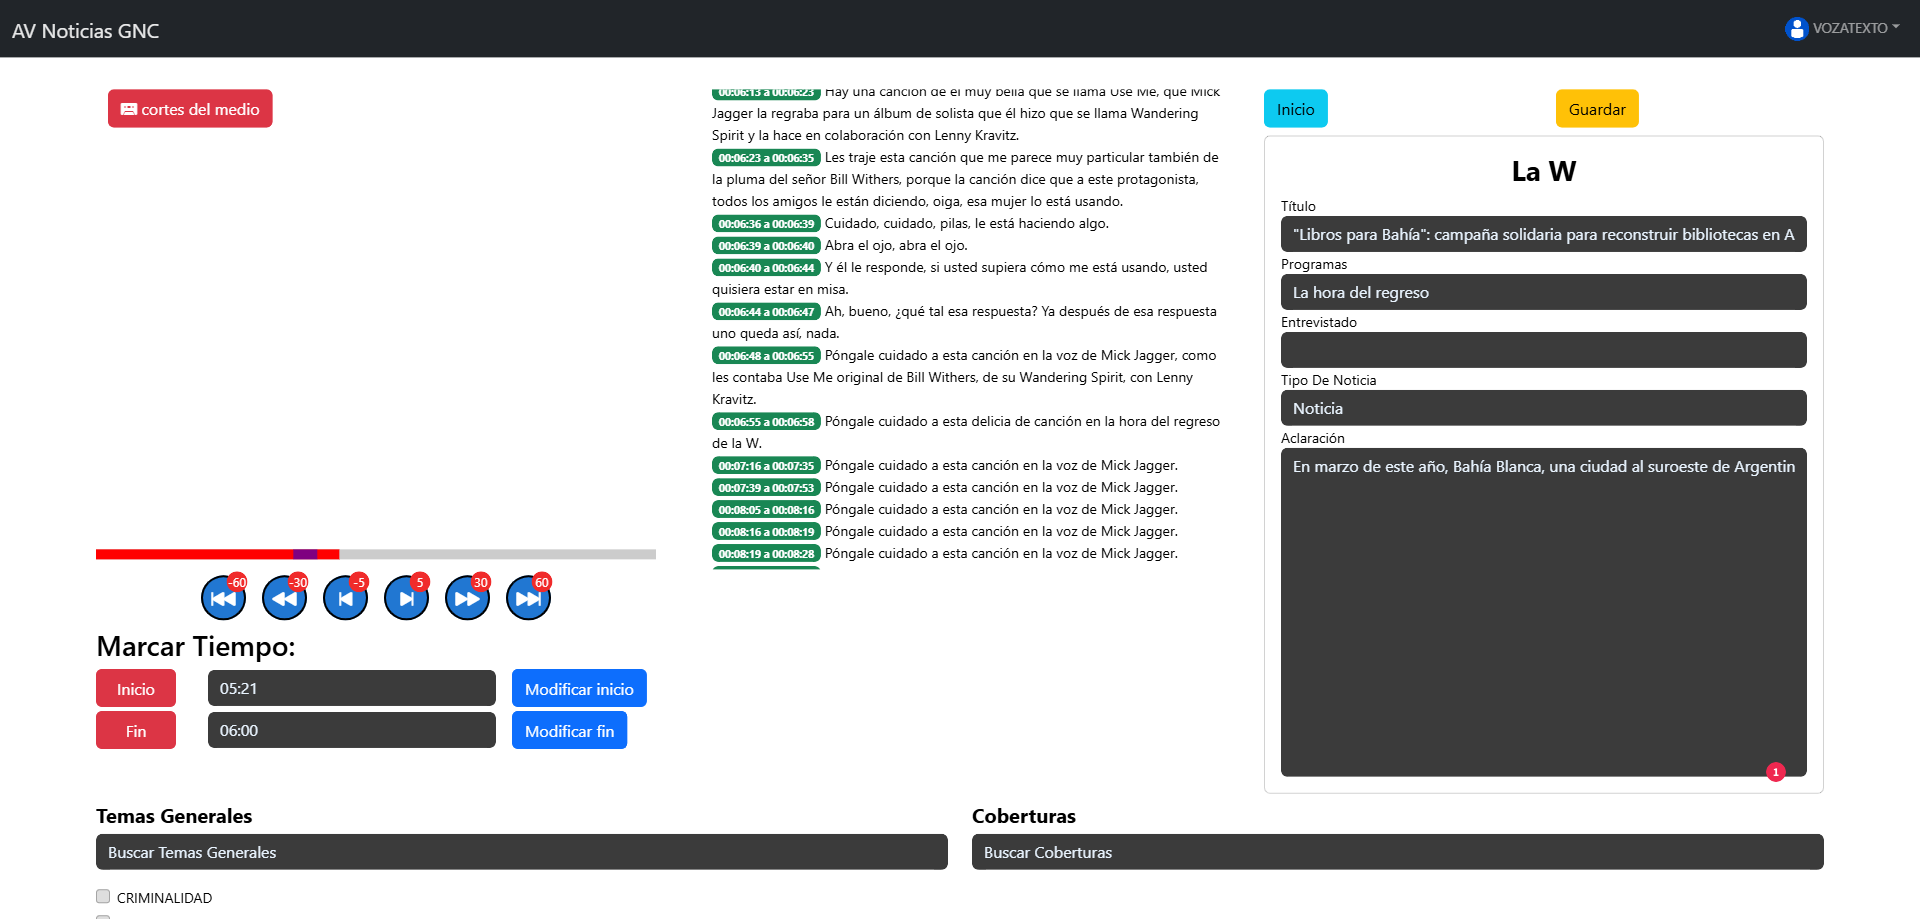 AV Noticias GNC
VOZATEXTO
cortes del medio
00:06:13 a 00:06:23 Hay una canción de él muy bella que se llama Use Me, que Mick
Jagger la regraba para un álbum de solista que él hizo que se llama Wandering
Spirit y la hace en colaboración con Lenny Kravitz.
00:06:23 a 00:06:35 Les traje esta canción que me parece muy particular también de
la pluma del señor Bill Withers, porque la canción dice que a este protagonista,
todos los amigos le están diciendo, oiga, esa mujer lo está usando.
00:06:36 a 00:06:39 Cuidado, cuidado, pilas, le está haciendo algo.
00:06:39 a 00:06:40 Abra el ojo, abra el ojo.
00:06:40 a 00:06:44 Y él le responde, si usted supiera cómo me está usando, usted
quisiera estar en misa.
00:06:44 a 00:06:47 Ah, bueno, ¿qué tal esa respuesta? Ya después de esa respuesta
uno queda así, nada.
00:06:48 a 00:06:55 Póngale cuidado a esta canción en la voz de Mick Jagger, como
les contaba Use Me original de Bill Withers, de su Wandering Spirit, con Lenny
Kravitz.
00:06:55 a 00:06:58 Póngale cuidado a esta delicia de canción en la hora del regreso
de la W.
00:07:16 a 00:07:35 Póngale cuidado a esta canción en la voz de Mick Jagger.
00:07:39 a 00:07:53 Póngale cuidado a esta canción en la voz de Mick Jagger.
00:08:05 a 00:08:16 Póngale cuidado a esta canción en la voz de Mick Jagger.
00:08:16 a 00:08:19 Póngale cuidado a esta canción en la voz de Mick Jagger.
00:08:19 a 00:08:28 Póngale cuidado a esta canción en la voz de Mick Jagger.
Inicio
Guardar
La W
Título
"Libros para Bahía": campaña solidaria para reconstruir bibliotecas en A
Programas
La hora del regreso
Entrevistado
Tipo De Noticia
Noticia
Aclaración
En marzo de este año, Bahía Blanca, una ciudad al suroeste de Argentin
1
-60 -30 -5 5 30 60
Marcar Tiempo:
Inicio 05:21 Modificar inicio
Fin 06:00 Modificar fin
Temas Generales
Buscar Temas Generales
CRIMINALIDAD
Coberturas
Buscar Coberturas